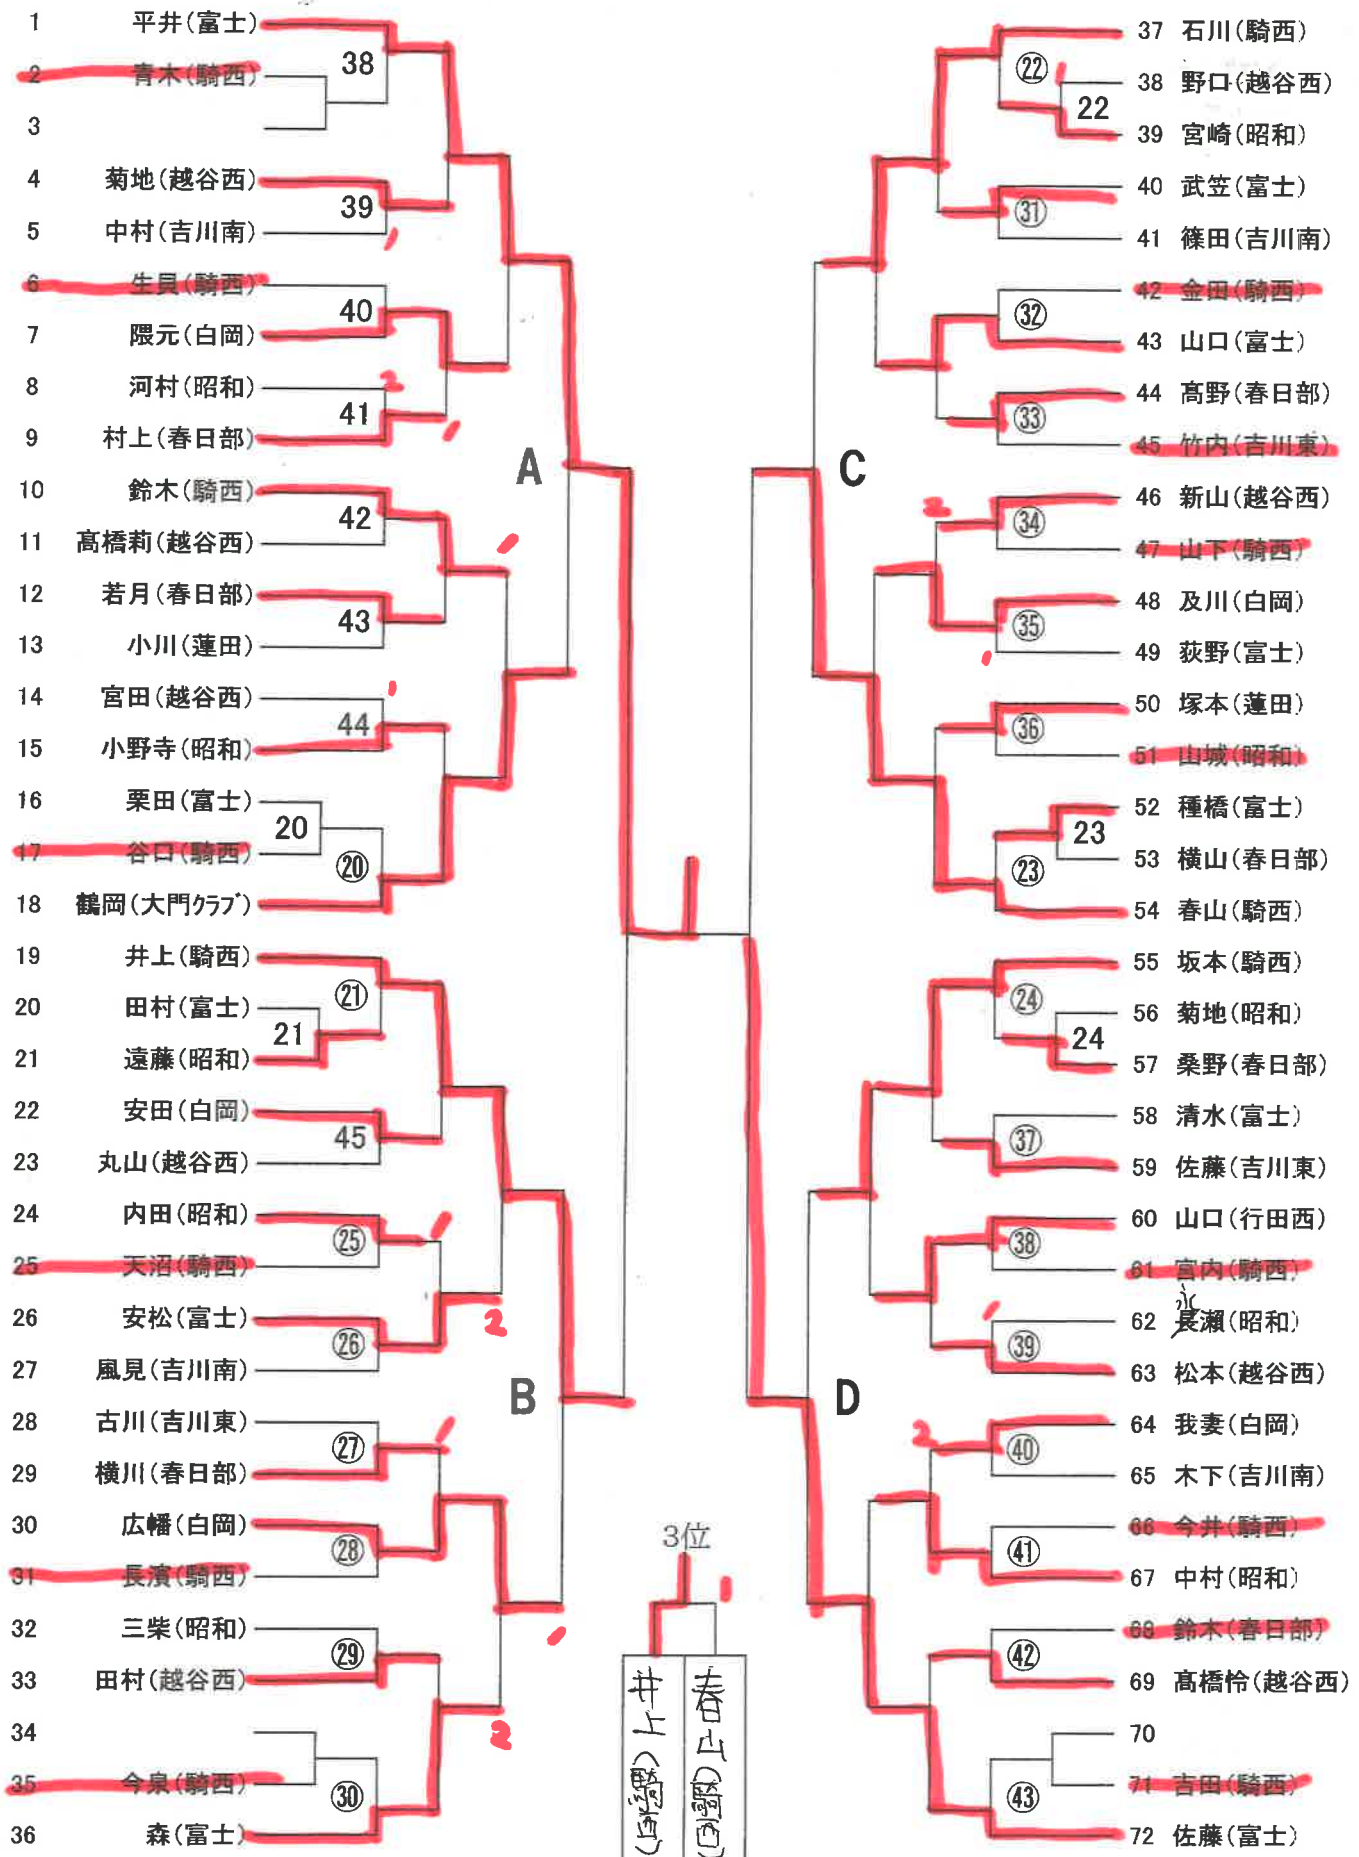 1 平井(富士)
38
2 青木(騎西)
3
4 菊地(越谷西)
39
5 中村(吉川南)
1
6 生貝(騎西)
40
7 隈元(白岡)
8 河村(昭和)
2
41
9 村上(春日部)
1
A
10 鈴木(騎西)
42
11 髙橋莉(越谷西)
1
12 若月(春日部)
43
13 小川(蓮田)
14 宮田(越谷西)
1
44
15 小野寺(昭和)
16 栗田(富士)
20
17 谷口(騎西)
⑳
18 鶴岡(大門クラブ)
19 井上(騎西)
㉑
20 田村(富士)
21
21 遠藤(昭和)
22 安田(白岡)
45
23 丸山(越谷西)
24 内田(昭和)
1
㉕
25 天沼(騎西)
26 安松(富士)
2
㉖
27 風見(吉川南)
B
28 古川(吉川東)
1
㉗
29 横川(春日部)
30 広幡(白岡)
㉘
31 長濱(騎西)
1
32 三柴(昭和)
㉙
33 田村(越谷西)
34
2
35 今泉(騎西)
㉚
36 森(富士)
37 石川(騎西)
㉒
38 野口(越谷西)
1
22
39 宮崎(昭和)
40 武笠(富士)
㉛
41 篠田(吉川南)
42 金田(騎西)
㉜
43 山口(富士)
44 髙野(春日部)
㉝
45 竹内(吉川東)
C
46 新山(越谷西)
2
㉞
47 山下(騎西)
48 及川(白岡)
㉟
49 荻野(富士)
1
50 塚本(蓮田)
㊱
51 山城(昭和)
52 種橋(富士)
23
53 横山(春日部)
㉓
54 春山(騎西)
55 坂本(騎西)
㉔
56 菊地(昭和)
24
57 桑野(春日部)
58 清水(富士)
㊲
59 佐藤(吉川東)
60 山口(行田西)
㊳
61 宮内(騎西)
永
62 長瀬(昭和)
1
㊴
63 松本(越谷西)
D
64 我妻(白岡)
2
㊵
65 木下(吉川南)
66 今井(騎西)
㊶
67 中村(昭和)
68 鈴木(春日部)
㊷
69 髙橋怜(越谷西)
70
71 吉田(騎西)
㊸
72 佐藤(富士)
3位
1
井上(騎西)
春山(騎西)